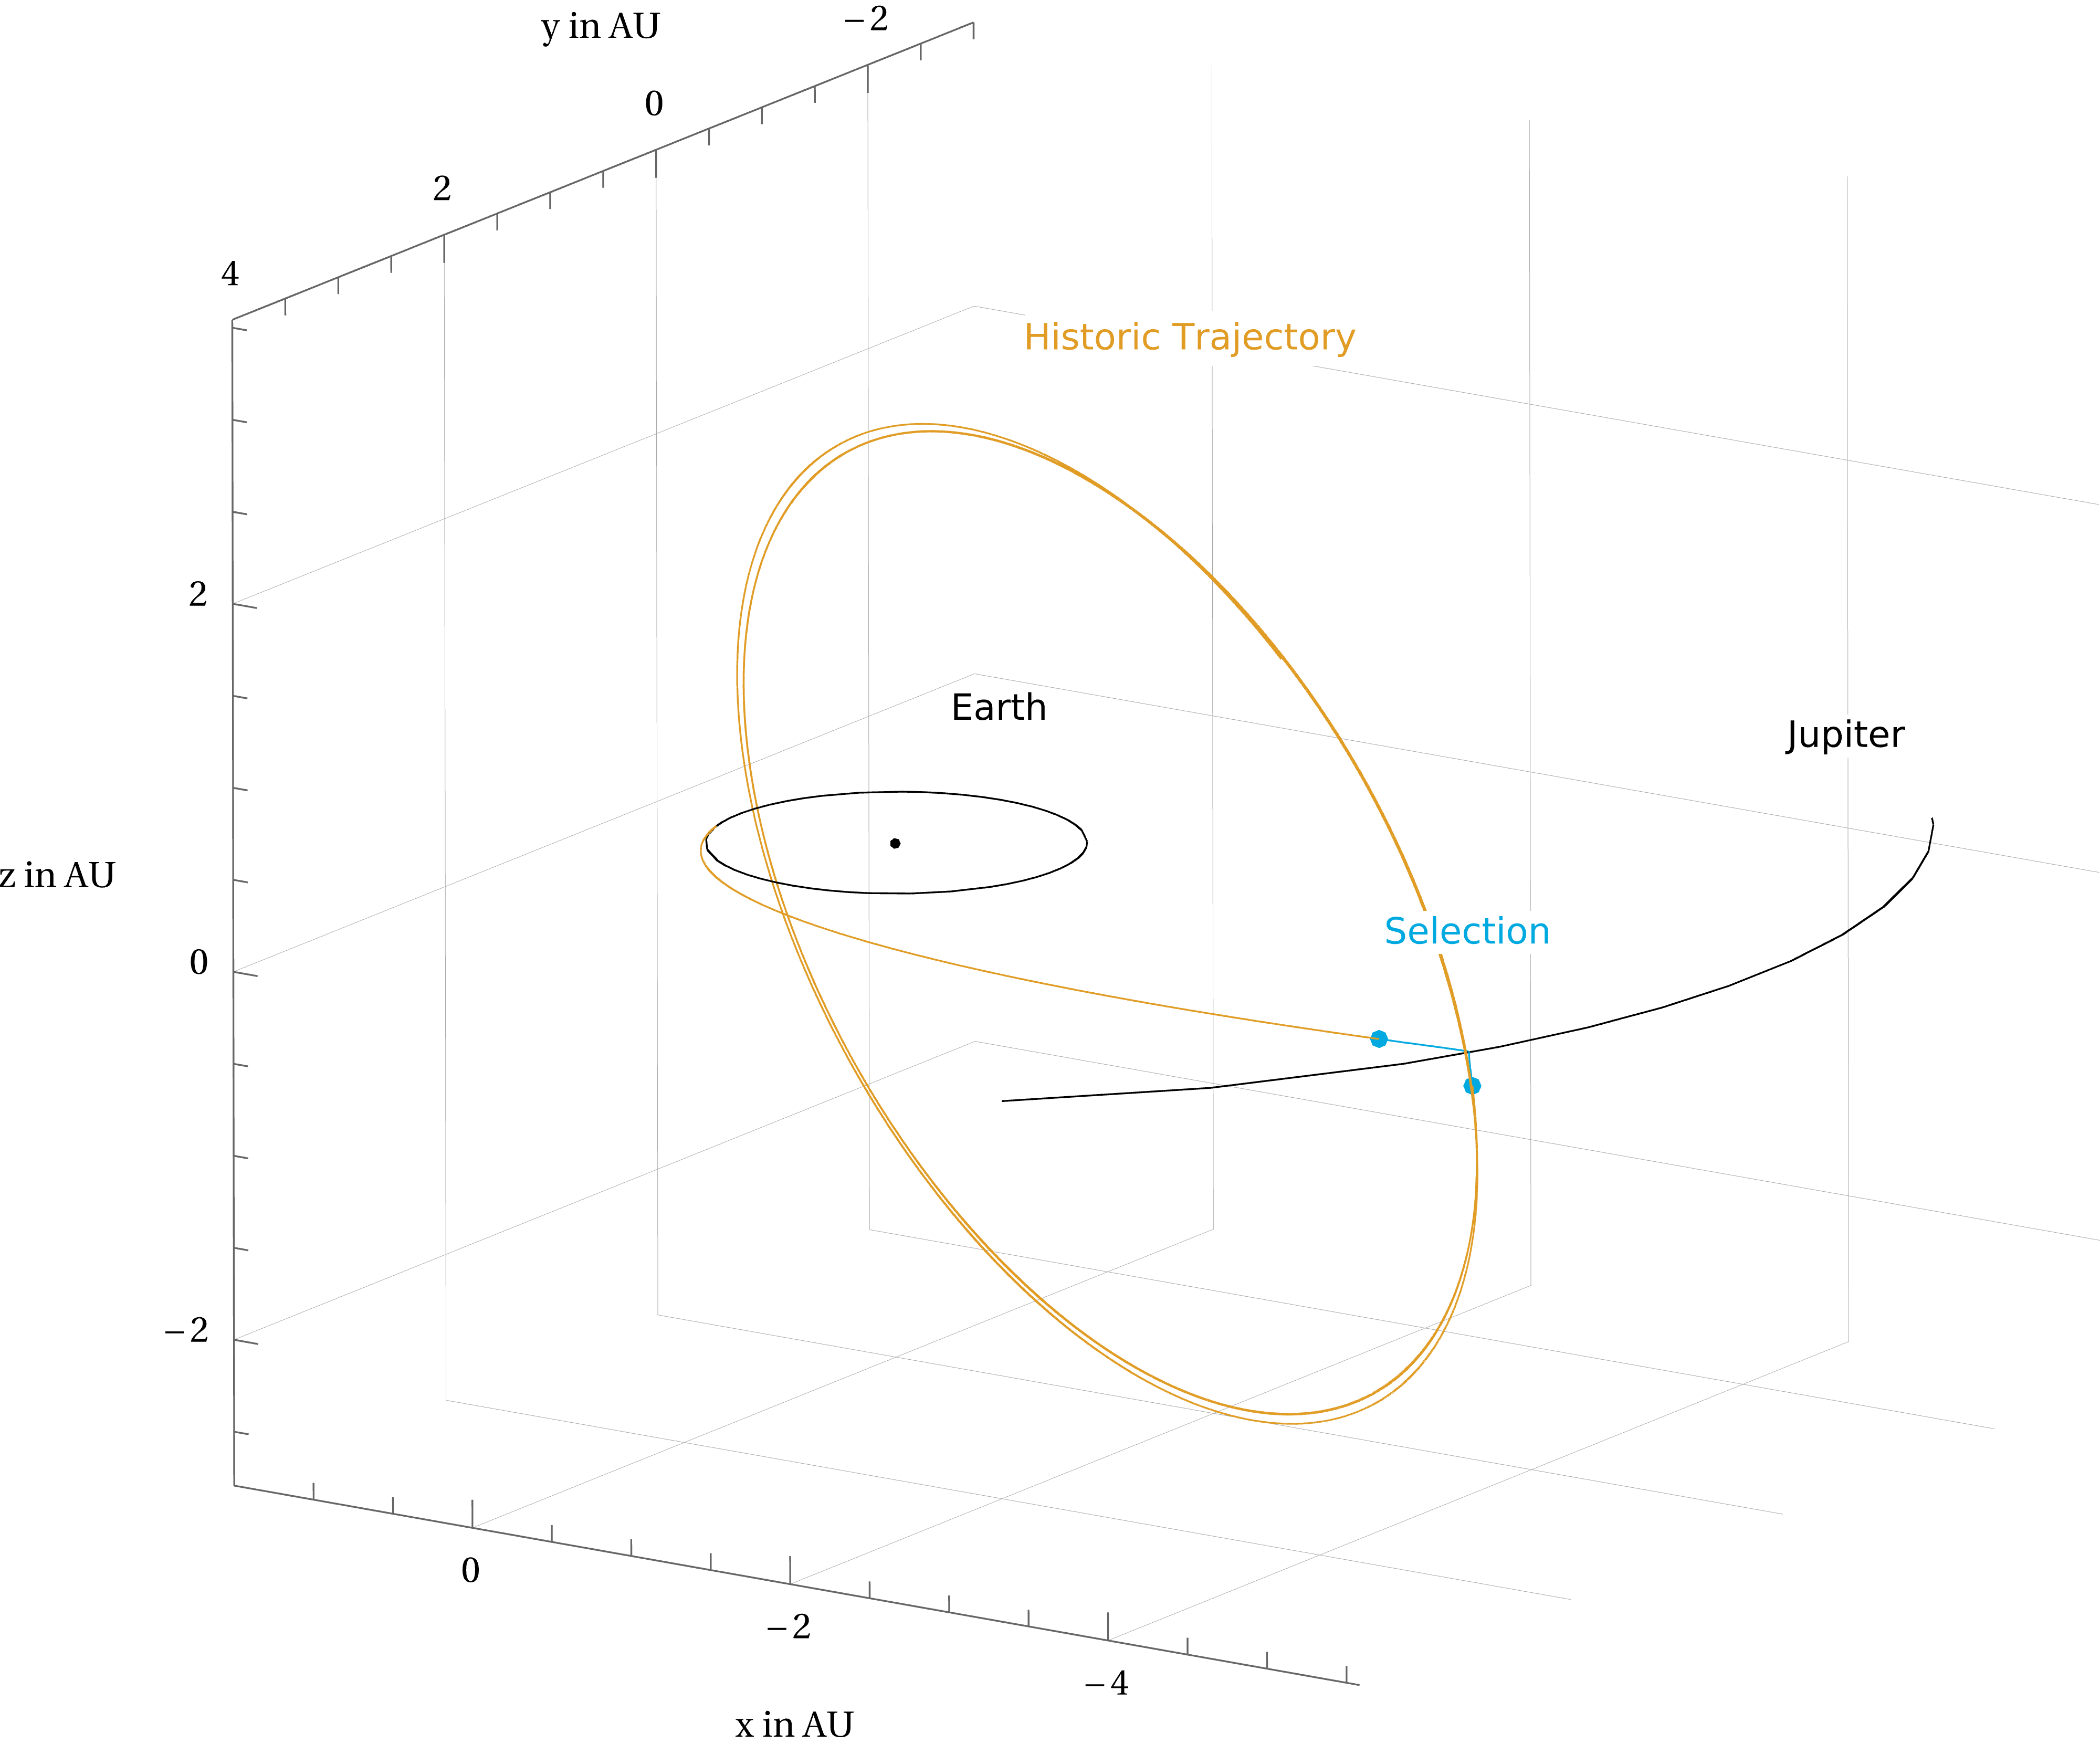 y in AU
−2
0
2
4
Historic Trajectory
2
Earth
Jupiter
z in AU
Selection
0
−2
0
−2
−4
x in AU